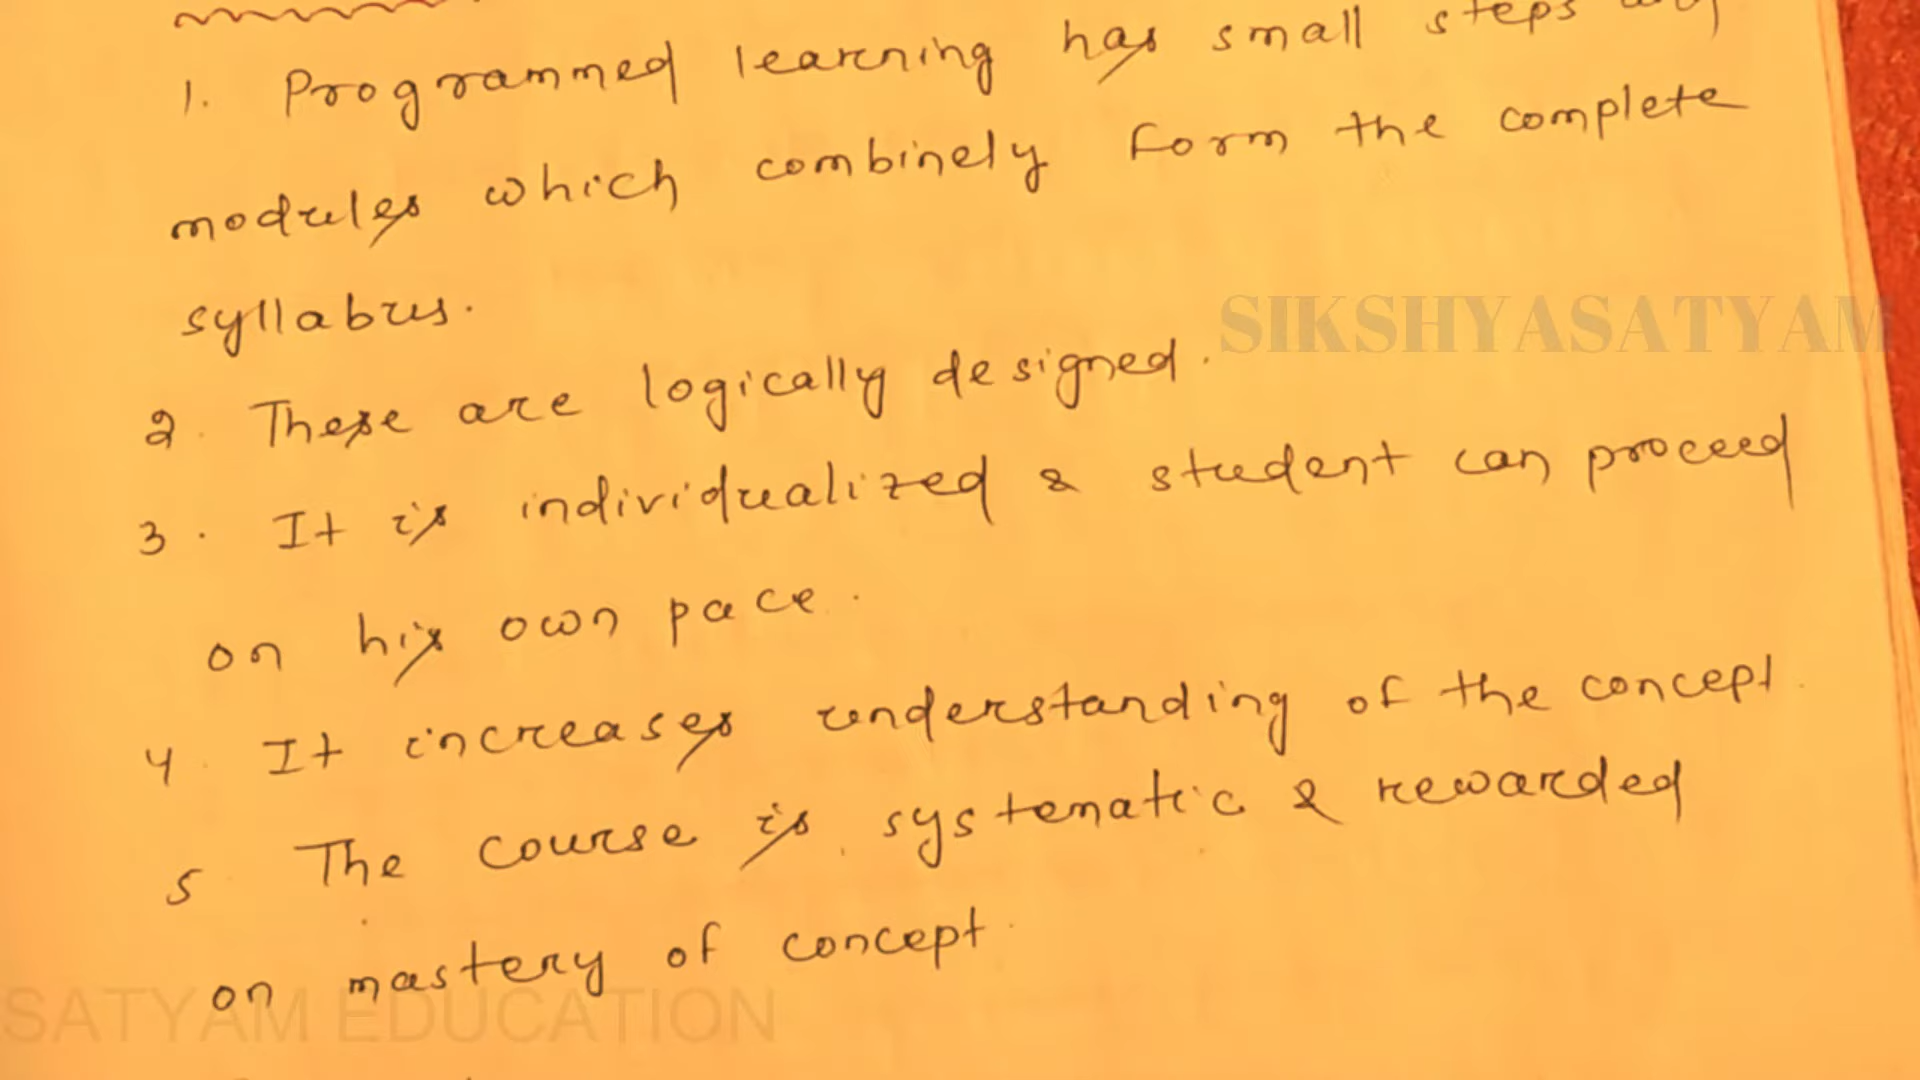 1. Programmed learning has small steps
modules which combinely form the complete
syllabus.
SIKSHYASATYAM
2. These are logically designed.
3. It is individualized & student can proceed
on his own pace.
4. It increases understanding of the concept.
5 The course is systematic & rewarded
on mastery of concept.
SATYAM EDUCATION